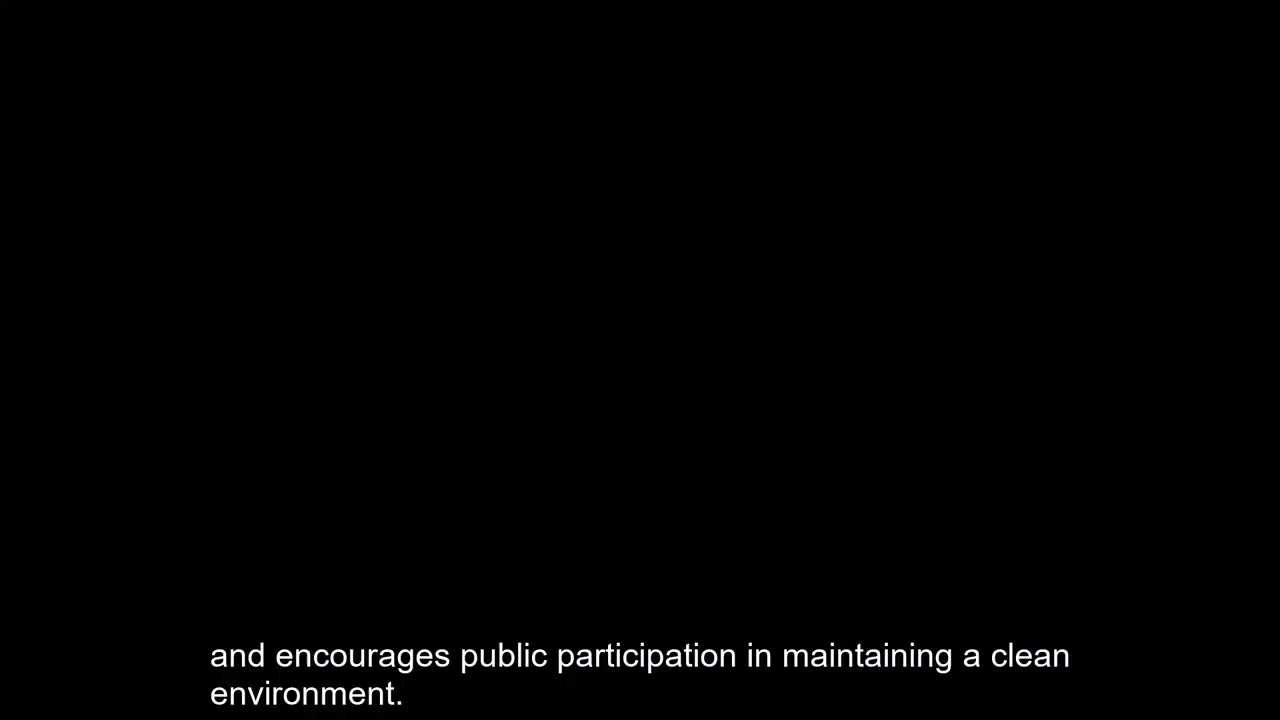 and encourages public participation in maintaining a clean
environment.